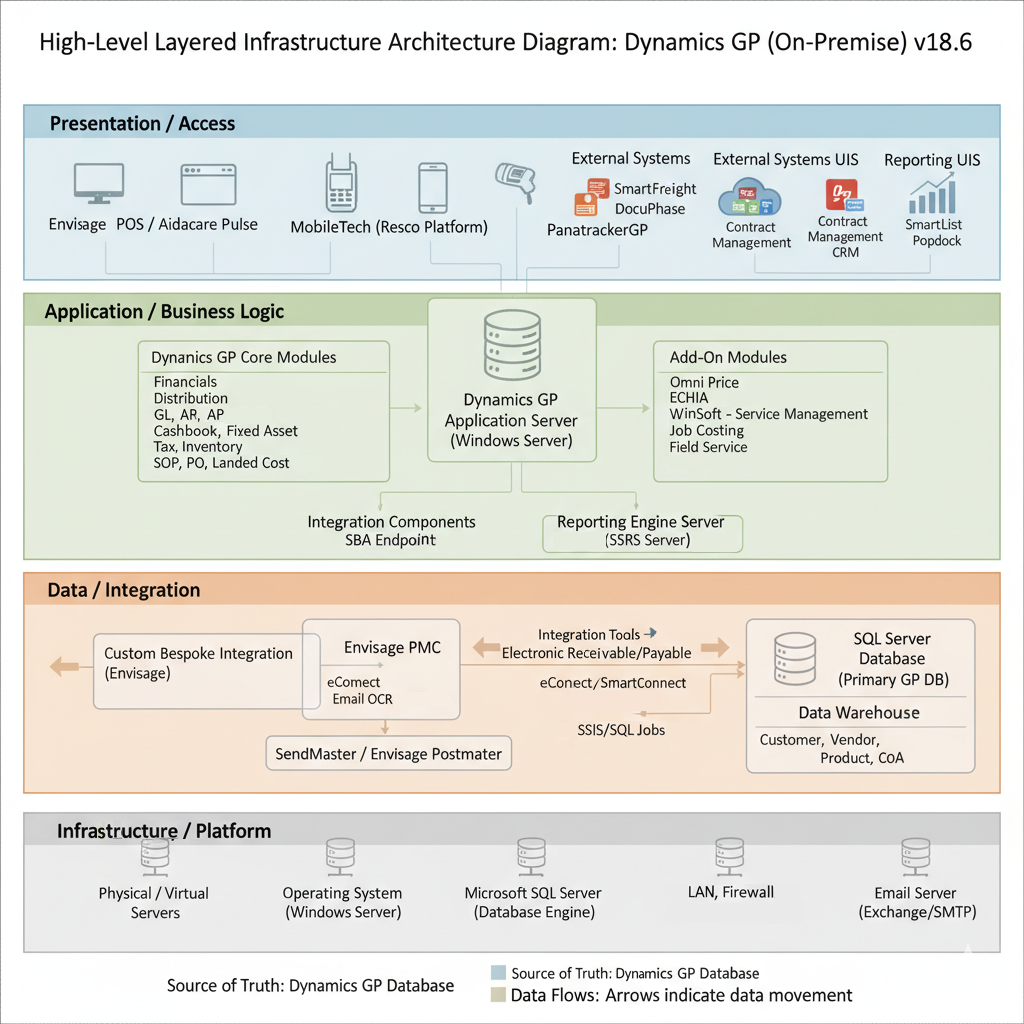 High-Level Layered Infrastructure Architecture Diagram: Dynamics GP (On-Premise) v18.6
Presentation / Access
Envisage
POS / Aidacare Pulse
MobileTech (Resco Platform)
External Systems
SmartFreight
DocuPhase
PanatrackerGP
External Systems UIS
Contract
Management
Contract
Management
CRM
Reporting UIS
SmartList
Popdock
Application / Business Logic
Dynanics GP Core Modules
Financials
Distribution
GL, AR, AP
Cashbook, Fixed Asset
Tax, Inventory
SOP, PO, Landed Cost
Dynamics GP
Application Server
(Windows Server)
Add-On Modules
Omni Price
ECHIA
WinSoft - Service Management
Job Costing
Field Service
Integration Components
SBA Endpoint
Reporting Engine Server
(SSRS Server)
Data / Integration
Custom Bespoke Integration
(Envisage)
Envisage PMC
eComect
Email OCR
SendMaster / Envisage Postmater
Integration Tools
Electronic Receivable/Payable
eConect/SmartConnect
SSIS/SQL Jobs
SQL Server
Database
(Primary GP DB)
Data Warehouse
Customer, Vendor,
Product, CoA
Infrastructure / Platform
Physical / Virtual
Servers
Operating System
(Windows Server)
Microsoft SQL Server
(Database Engine)
LAN, Firewall
Email Server
(Exchange/SMTP)
Source of Truth: Dynamics GP Database
Source of Truth: Dynamics GP Database
Data Flows: Arrows indicate data movement